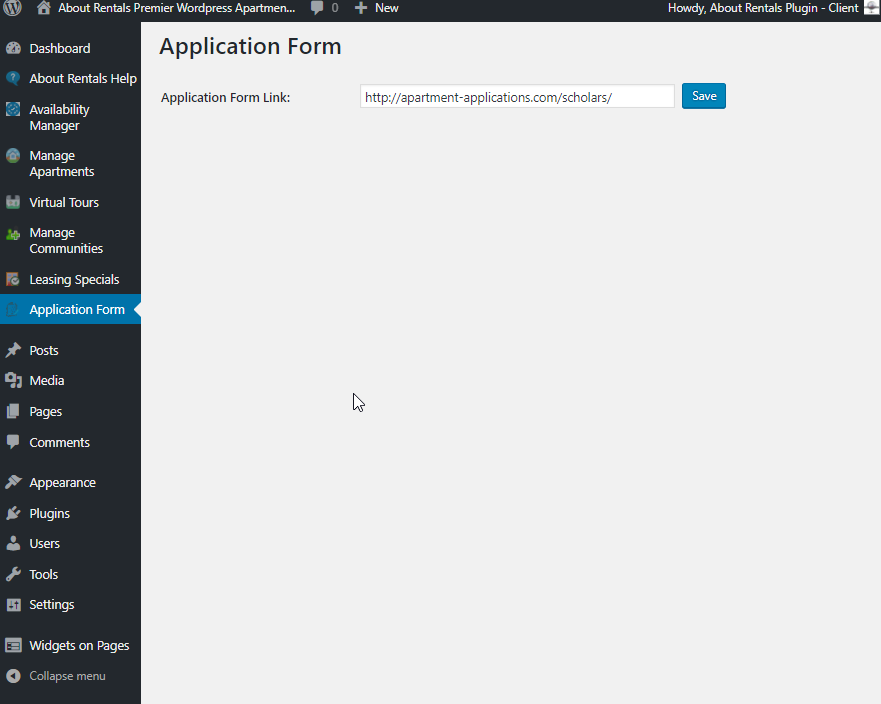 About Rentals Premier Wordpress Apartmen... 0 New Howdy, About Rentals Plugin - Client
Dashboard
About Rentals Help
Availability
Manager
Manage
Apartments
Virtual Tours
Manage
Communities
Leasing Specials
Application Form
Posts
Media
Pages
Comments
Appearance
Plugins
Users
Tools
Settings
Widgets on Pages
Collapse menu
Application Form
Application Form Link: http://apartment-applications.com/scholars/ Save